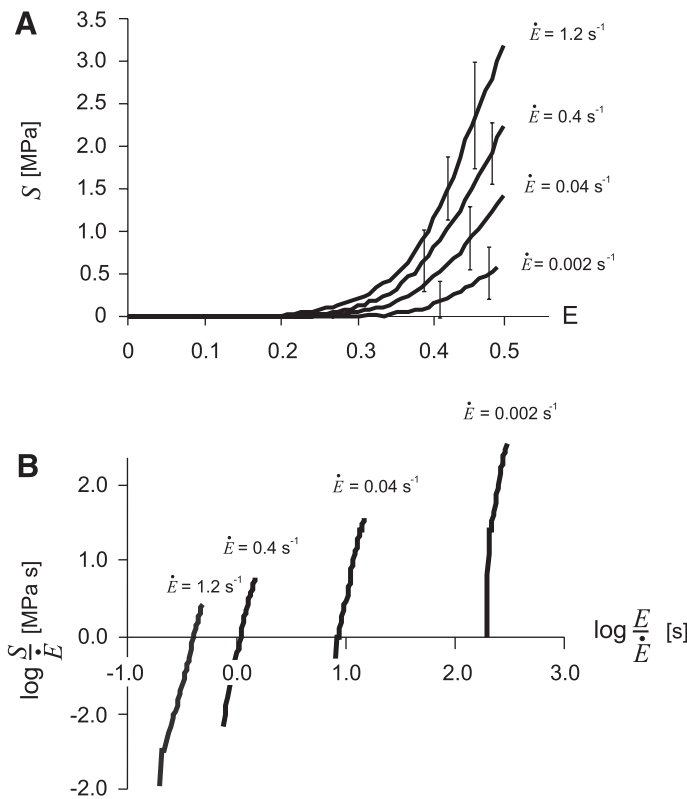 A
3.5
Ė = 1.2 s⁻¹
3.0
2.5
Ė = 0.4 s⁻¹
S [MPa]
2.0
1.5
Ė = 0.04 s⁻¹
1.0
Ė = 0.002 s⁻¹
0.5
0
E
0 0.1 0.2 0.3 0.4 0.5
Ė = 0.002 s⁻¹
B
2.0
Ė = 0.04 s⁻¹
Ė = 0.4 s⁻¹
1.0
Ė = 1.2 s⁻¹
log S/Ė [MPa s]
0.0
log E/Ė [s]
-1.0 0.0 1.0 2.0 3.0
-2.0
-2.0